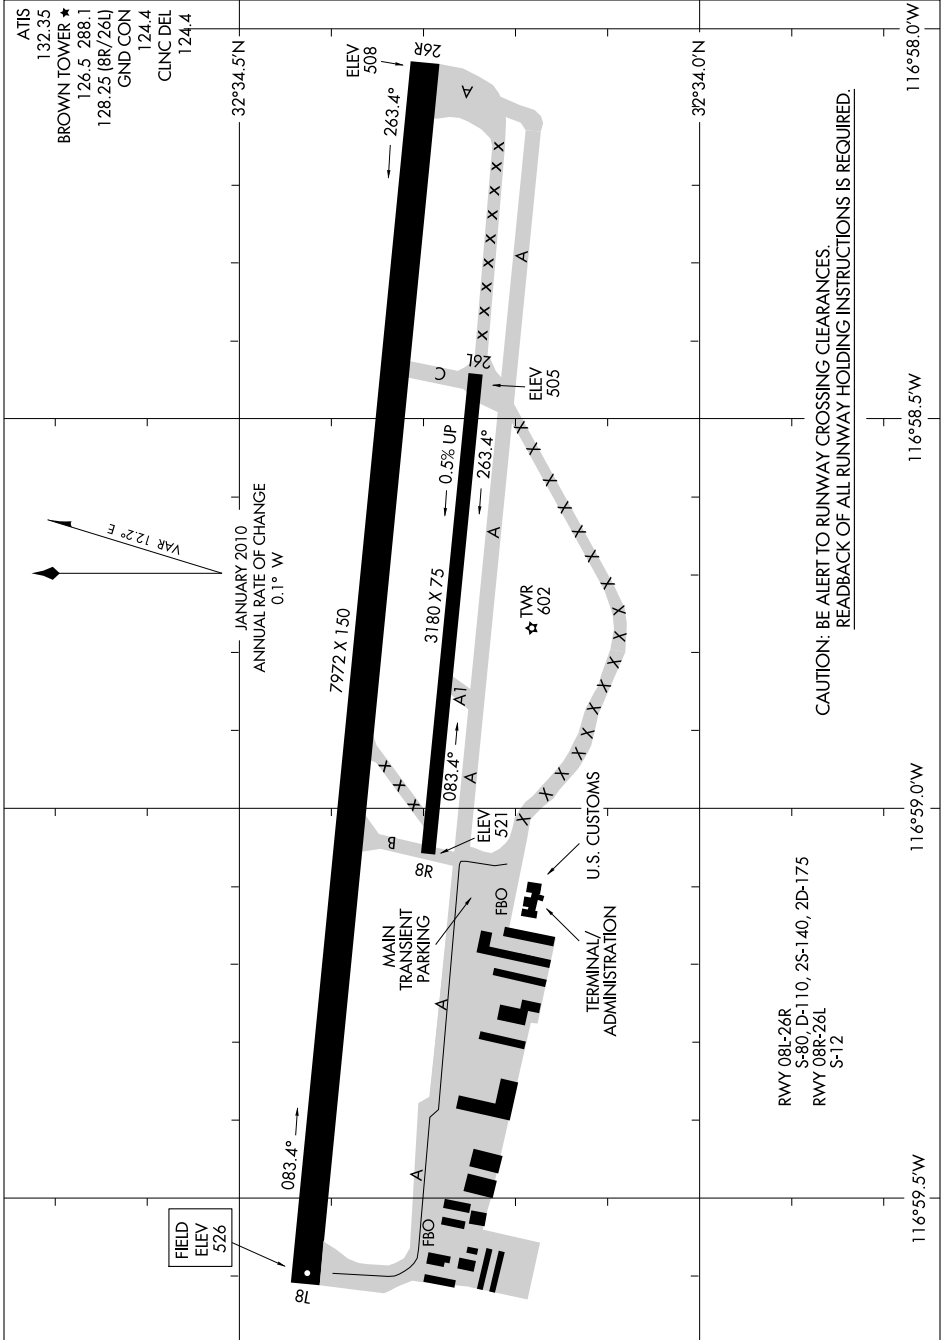 ATIS
132.35
BROWN TOWER ★
126.5 288.1
128.25 (8R/26L)
GND CON
124.4
CLNC DEL
124.4
32°34.5'N
32°34.0'N
116°58.0'W
ELEV
508
26R
263.4°
A
A
26L
C
ELEV
505
116°58.5'W
0.5% UP
263.4°
A
VAR 12.2° E
JANUARY 2010
ANNUAL RATE OF CHANGE
0.1° W
7972 X 150
3180 X 75
TWR
602
A1
083.4°
A
CAUTION: BE ALERT TO RUNWAY CROSSING CLEARANCES.
READBACK OF ALL RUNWAY HOLDING INSTRUCTIONS IS REQUIRED.
116°59.0'W
B
8R
ELEV
521
U.S. CUSTOMS
FBO
MAIN
TRANSIENT
PARKING
TERMINAL/
ADMINISTRATION
A
083.4°
A
RWY 08L-26R
S-80, D-110, 2S-140, 2D-175
RWY 08R-26L
S-12
116°59.5'W
FIELD
ELEV
526
FBO
8L